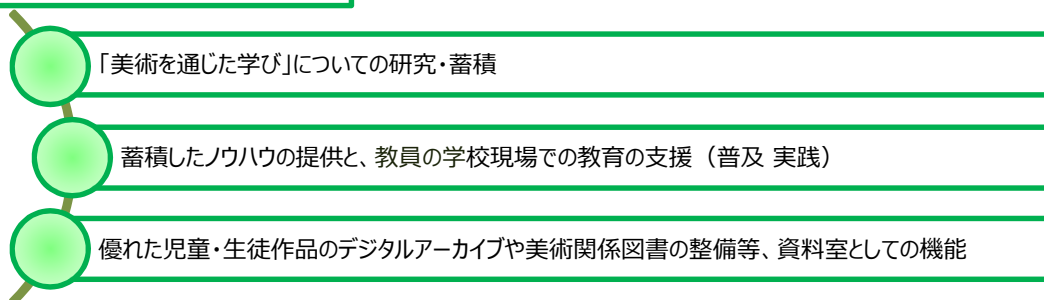 「美術を通じた学び」についての研究・蓄積
蓄積したノウハウの提供と、教員の学校現場での教育の支援（普及 実践）
優れた児童・生徒作品のデジタルアーカイブや美術関係図書の整備等、資料室としての機能